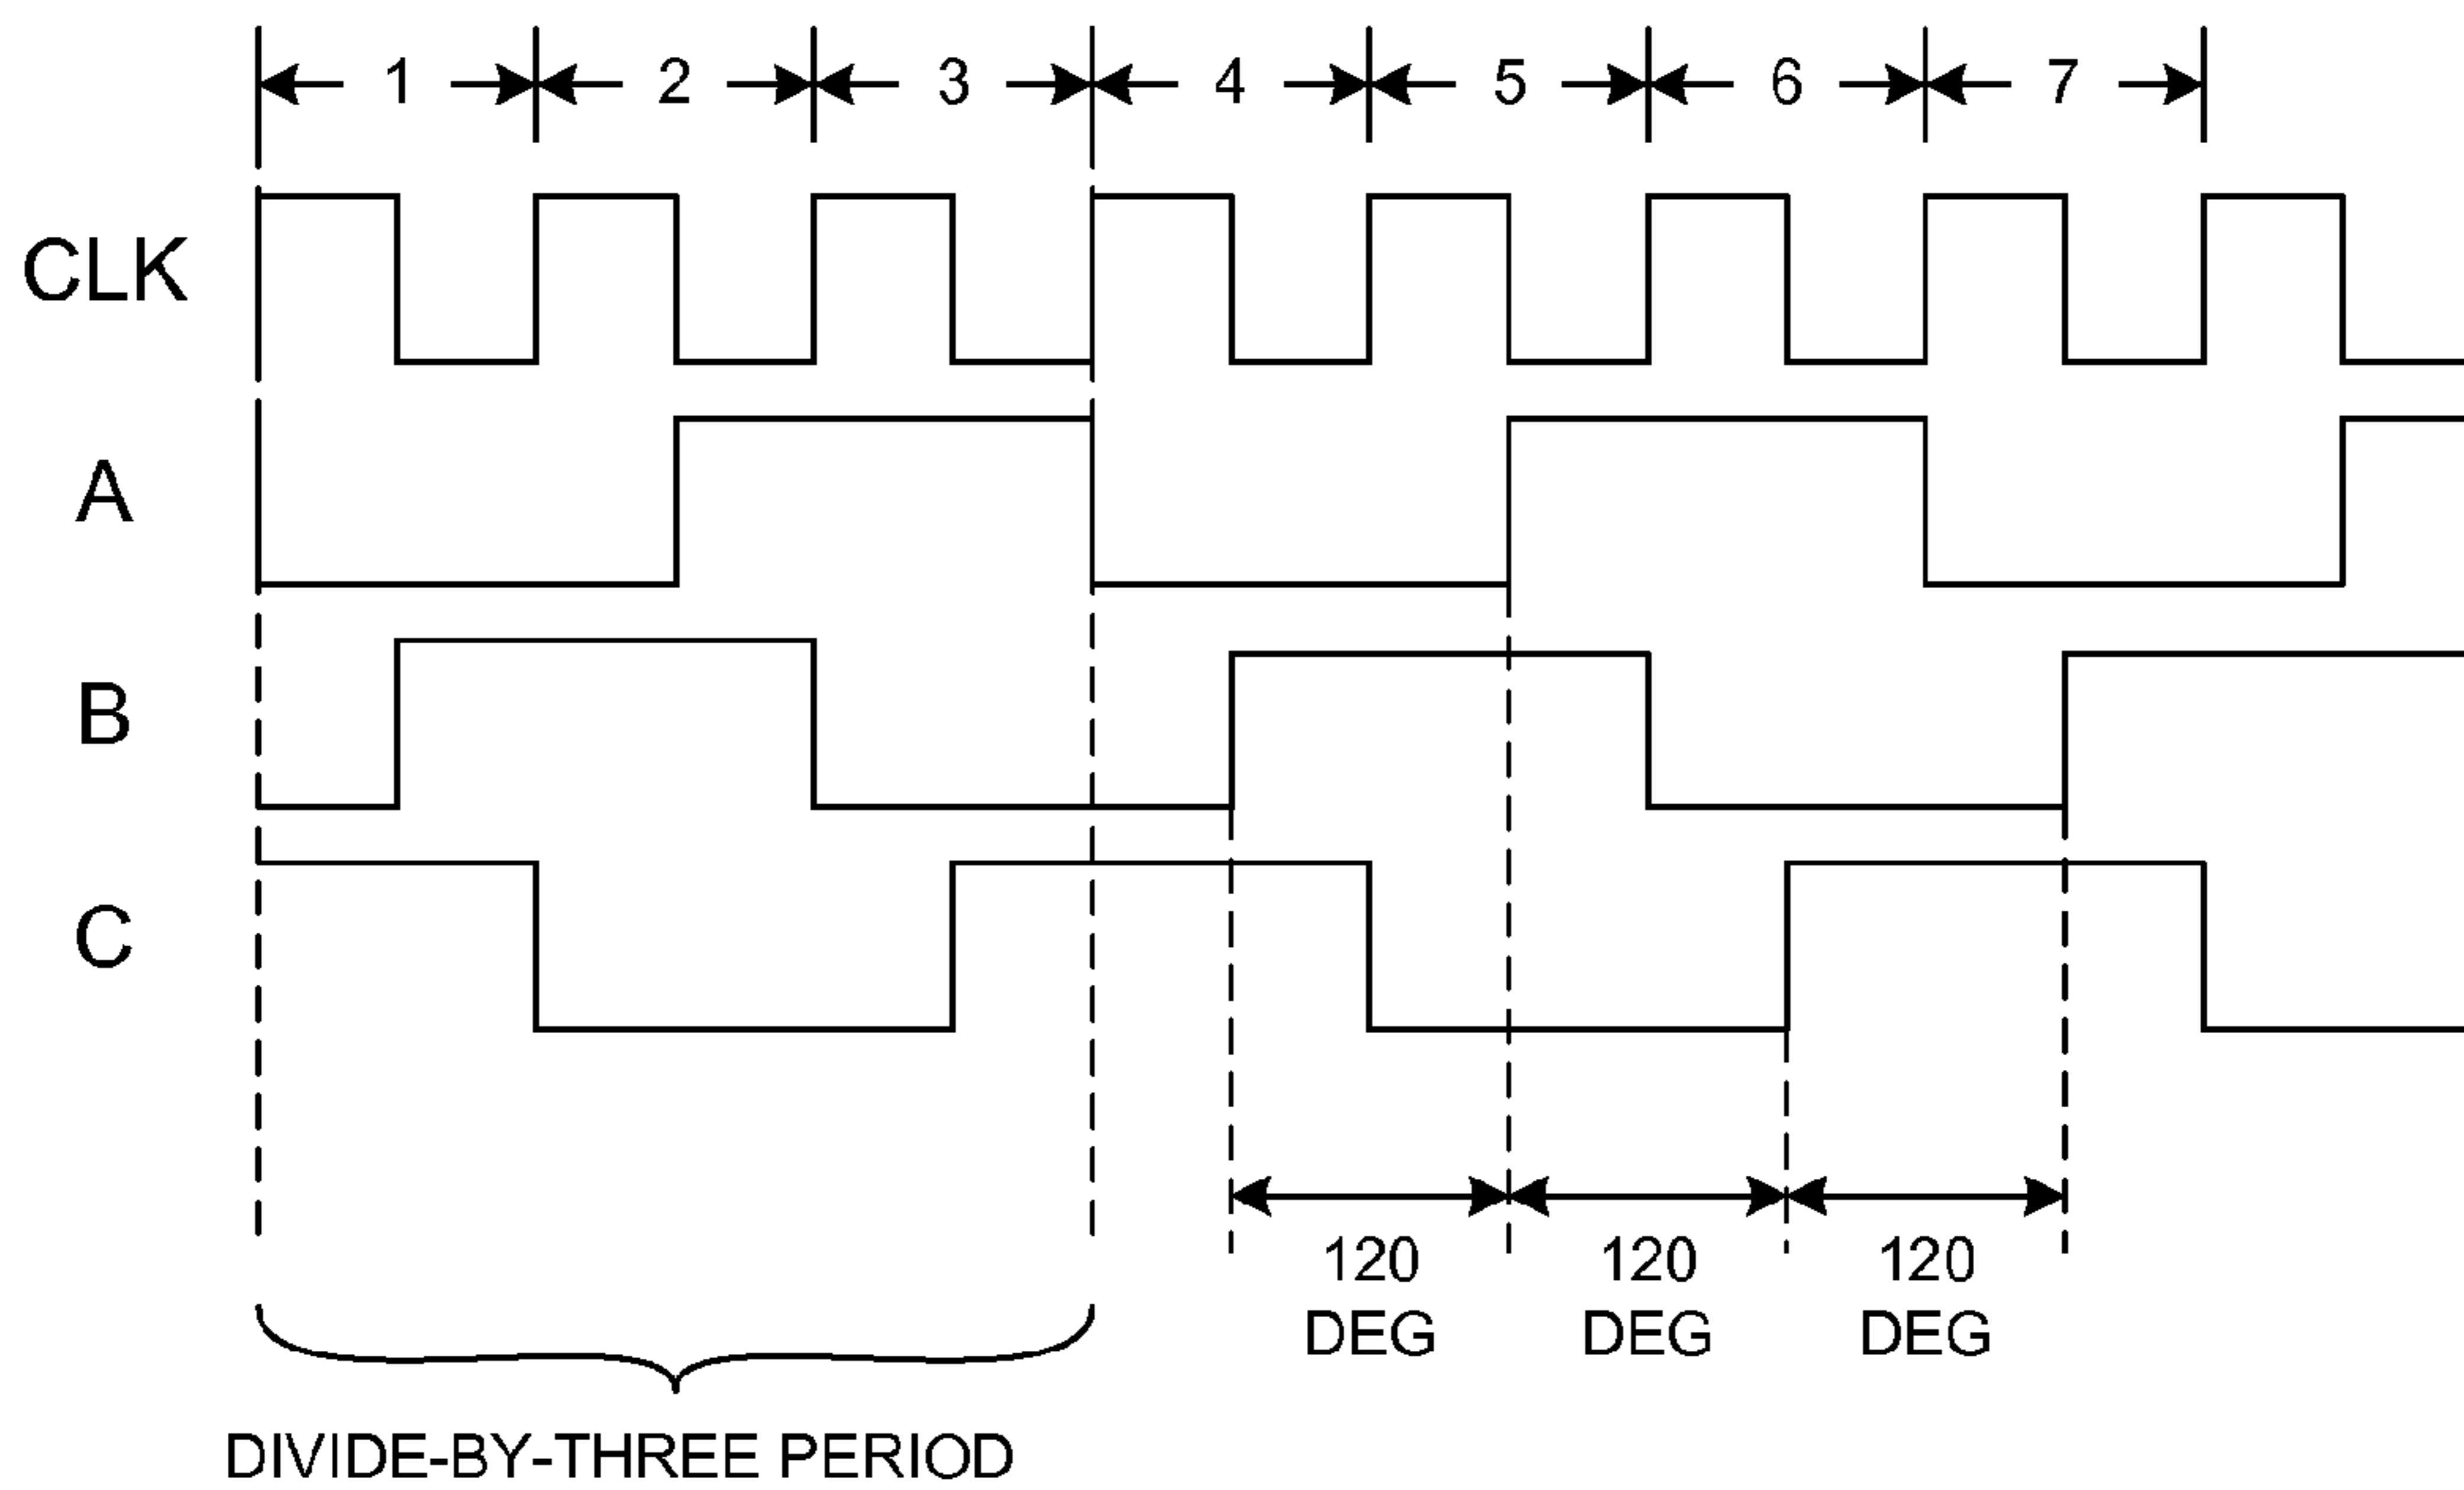 1 2 3 4 5 6 7
CLK
A
B
C
120 DEG
120 DEG
120 DEG
DIVIDE-BY-THREE PERIOD